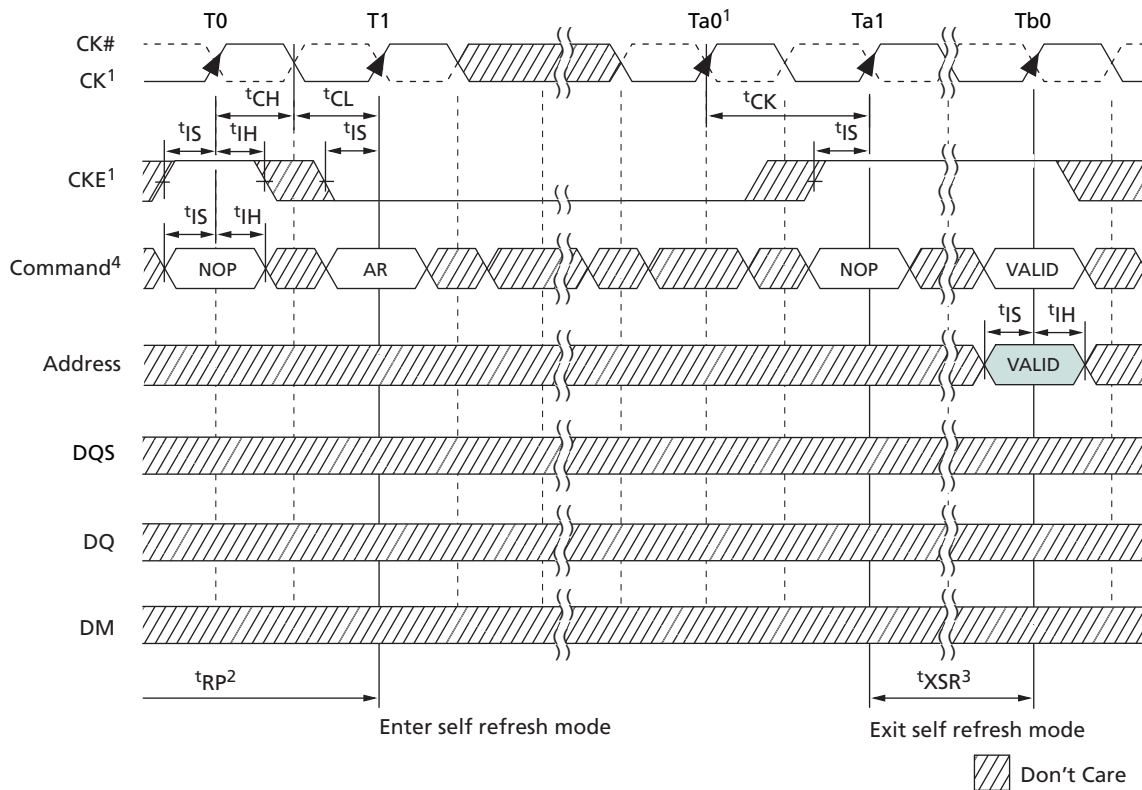 T0 T1 Ta0¹ Ta1 Tb0
CK#
CK¹
tCH tCL tCK
tIS tIH tIS tIS
CKE¹
tIS tIH
Command⁴ NOP AR NOP VALID
tIS tIH
Address VALID
DQS
DQ
DM
tRP² tXSR³
Enter self refresh mode Exit self refresh mode
Don't Care